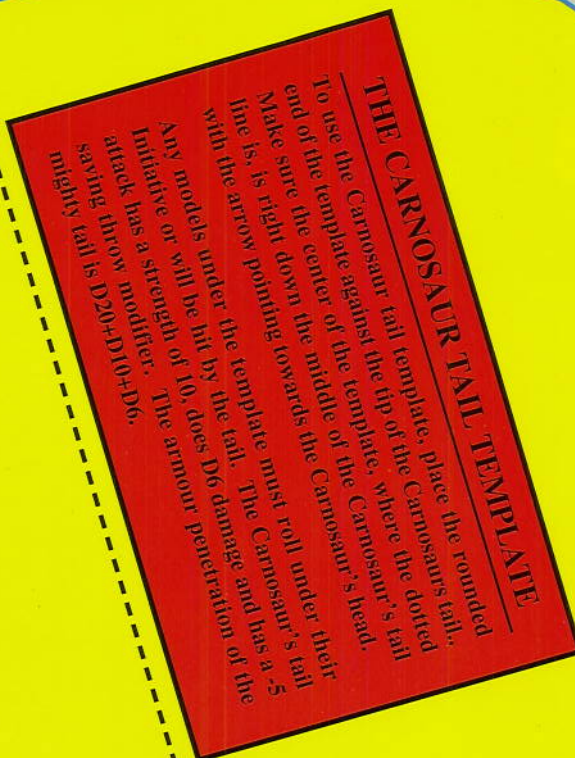 THE CARNOSAUR TAIL TEMPLATE
To use the Carnosaur tail template, place the rounded
end of the template against the tip of the Carnosaurs tail.,
Make sure the center of the template, where the dotted
line is, is right down the middle of the Carnosaur's tail
with the arrow pointing towards the Carnosaur's head.
Any models under the template must roll under their
Initiative or will be hit by the tail. The Carnosaur's tail
attack has a strength of 10, does D6 damage and has a -5
saving throw modifier. The armour penetration of the
mighty tail is D20+D10+D6.